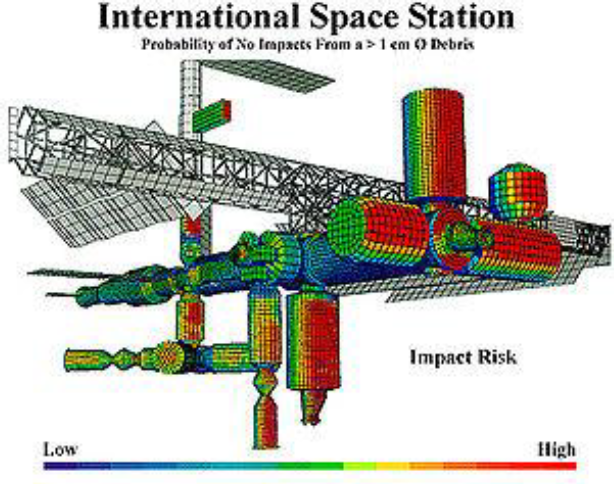 International Space Station
Probability of No Impacts From a > 1 cm Ø Debris
Impact Risk
Low High